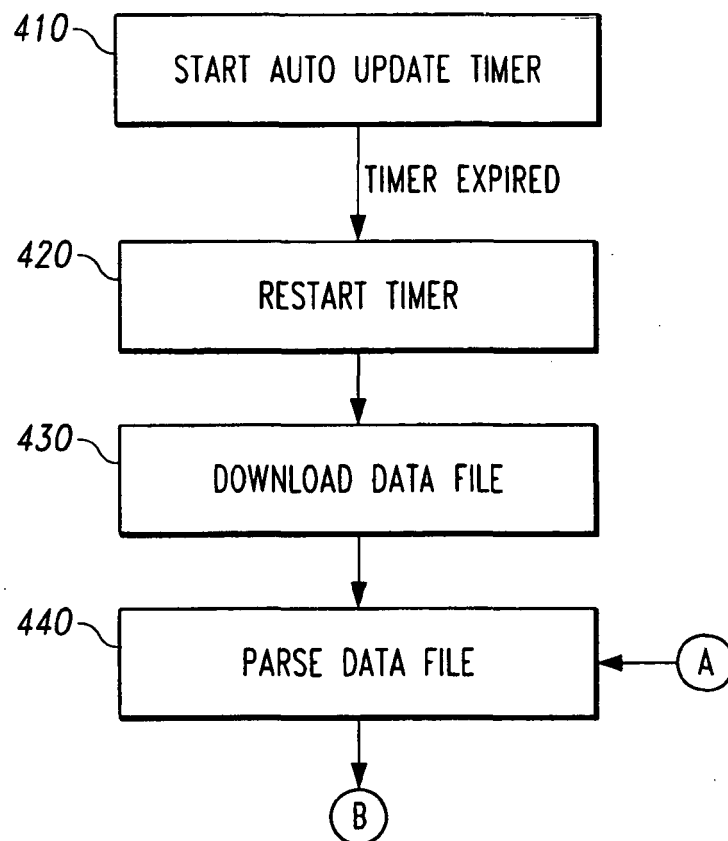 410
START AUTO UPDATE TIMER
TIMER EXPIRED
420
RESTART TIMER
430
DOWNLOAD DATA FILE
440
PARSE DATA FILE
A
B